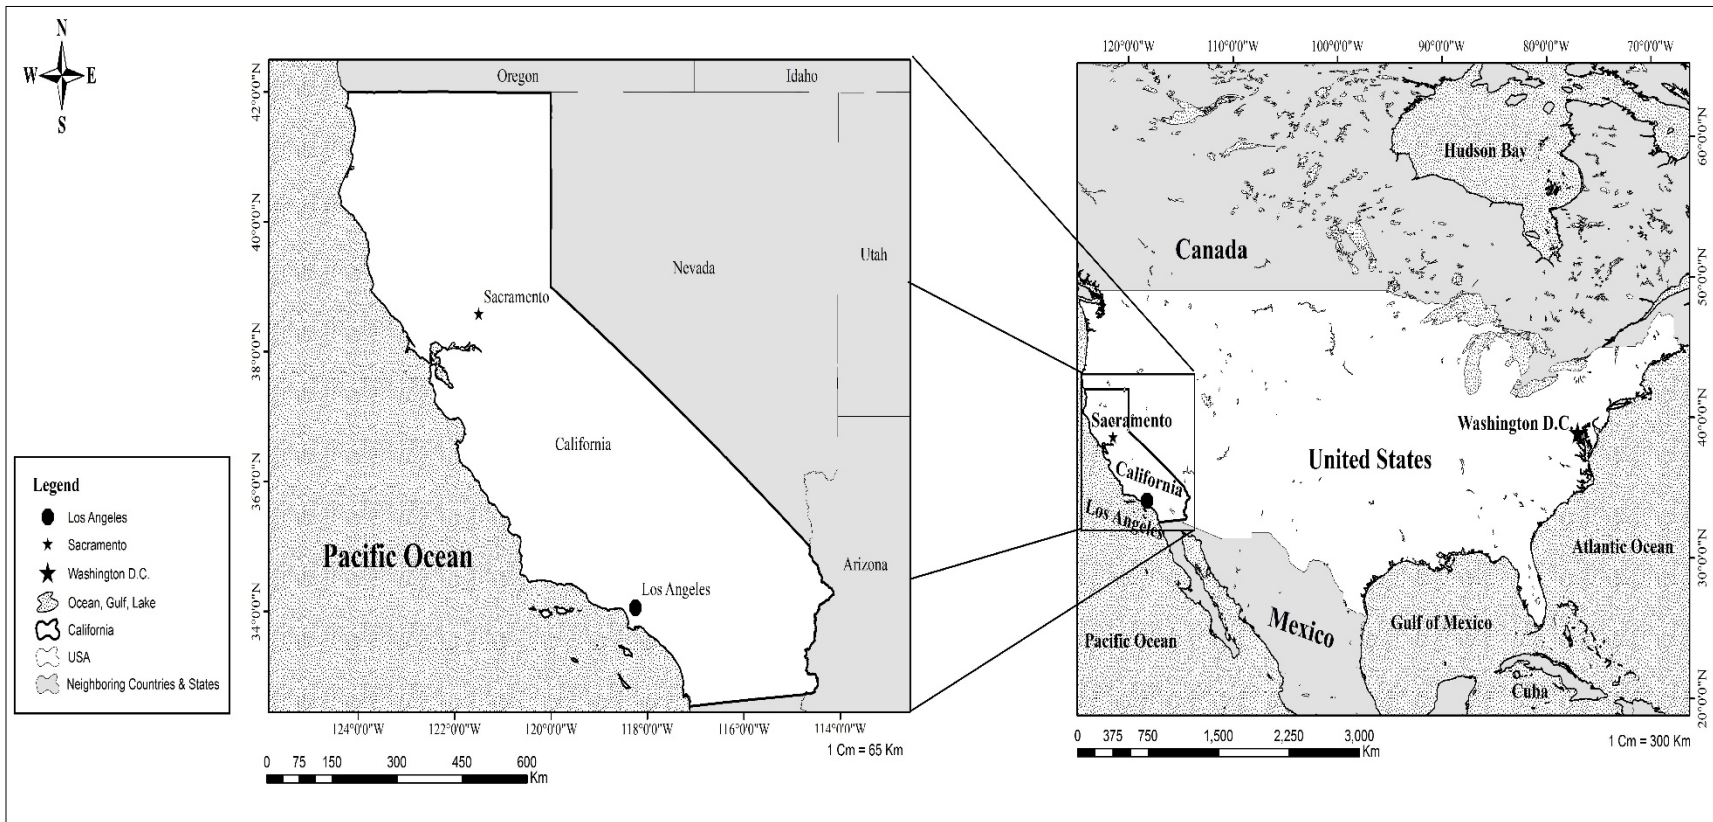 N
W E
S
Oregon
Idaho
Nevada
Utah
Sacramento
California
Pacific Ocean
Los Angeles
Arizona
42°0'0"N
40°0'0"N
38°0'0"N
36°0'0"N
34°0'0"N
124°0'0"W 122°0'0"W 120°0'0"W 118°0'0"W 116°0'0"W 114°0'0"W
1 Cm = 65 Km
0 75 150 300 450 600
Km
Legend
Los Angeles
Sacramento
Washington D.C.
Ocean, Gulf, Lake
California
USA
Neighboring Countries & States
120°0'0"W 110°0'0"W 100°0'0"W 90°0'0"W 80°0'0"W 70°0'0"W
Hudson Bay
Canada
Washington D.C.
Sacramento
United States
California
Los Angeles
Atlantic Ocean
Pacific Ocean
Mexico
Gulf of Mexico
Cuba
60°0'0"N
50°0'0"N
40°0'0"N
30°0'0"N
20°0'0"N
0 375 750 1,500 2,250 3,000
Km
1 Cm = 300 Km